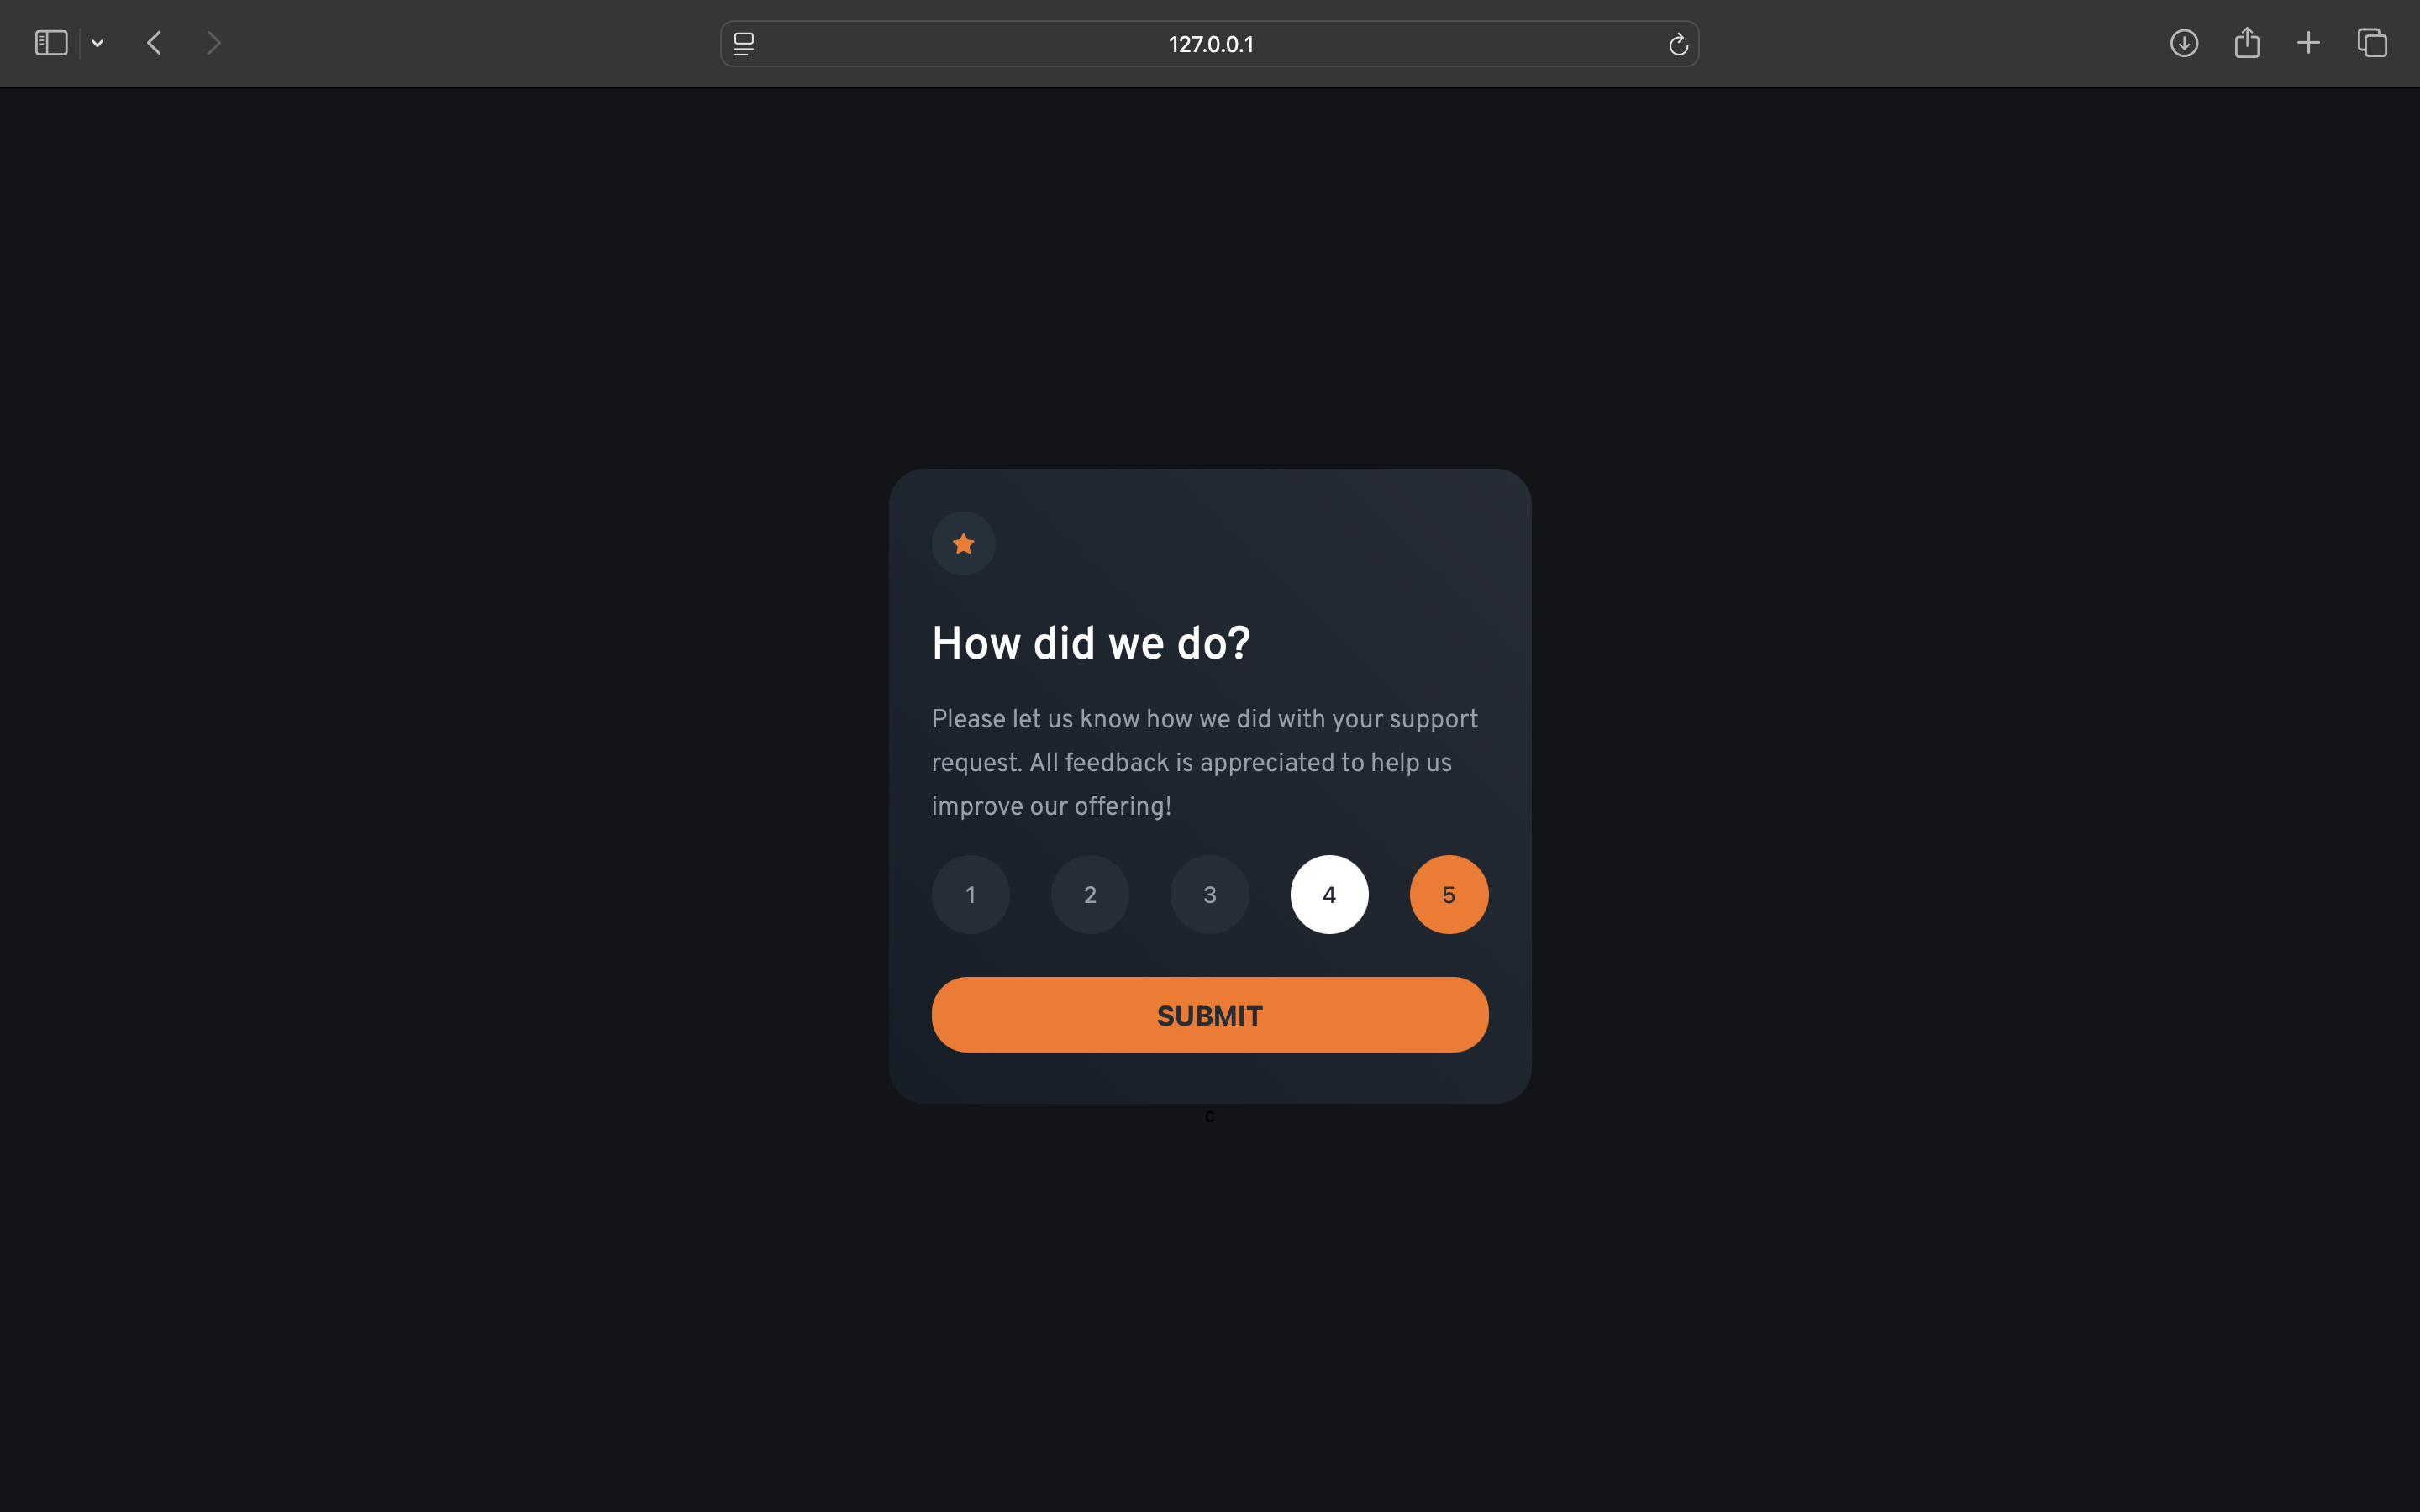 127.0.0.1
How did we do?
Please let us know how we did with your support
request. All feedback is appreciated to help us
improve our offering!
1 2 3 4 5
SUBMIT
c